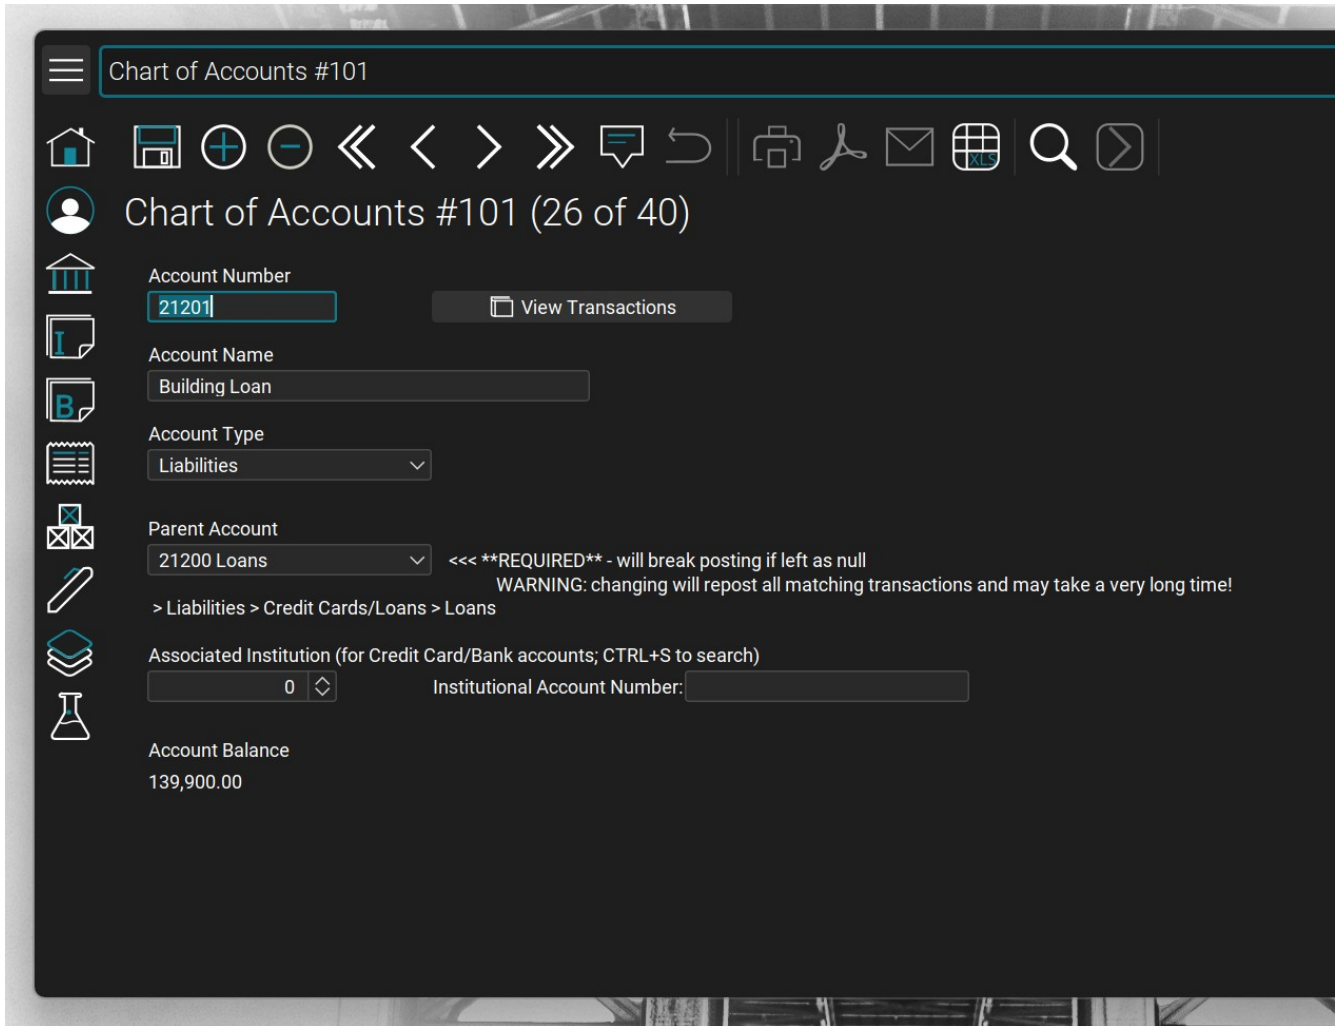 Chart of Accounts #101
XLS
Chart of Accounts #101 (26 of 40)
Account Number
21201
View Transactions
I
Account Name
Building Loan
B
Account Type
Liabilities
Parent Account
21200 Loans
<<< **REQUIRED** - will break posting if left as null
WARNING: changing will repost all matching transactions and may take a very long time!
> Liabilities > Credit Cards/Loans > Loans
Associated Institution (for Credit Card/Bank accounts; CTRL+S to search)
0
Institutional Account Number:
Account Balance
139,900.00